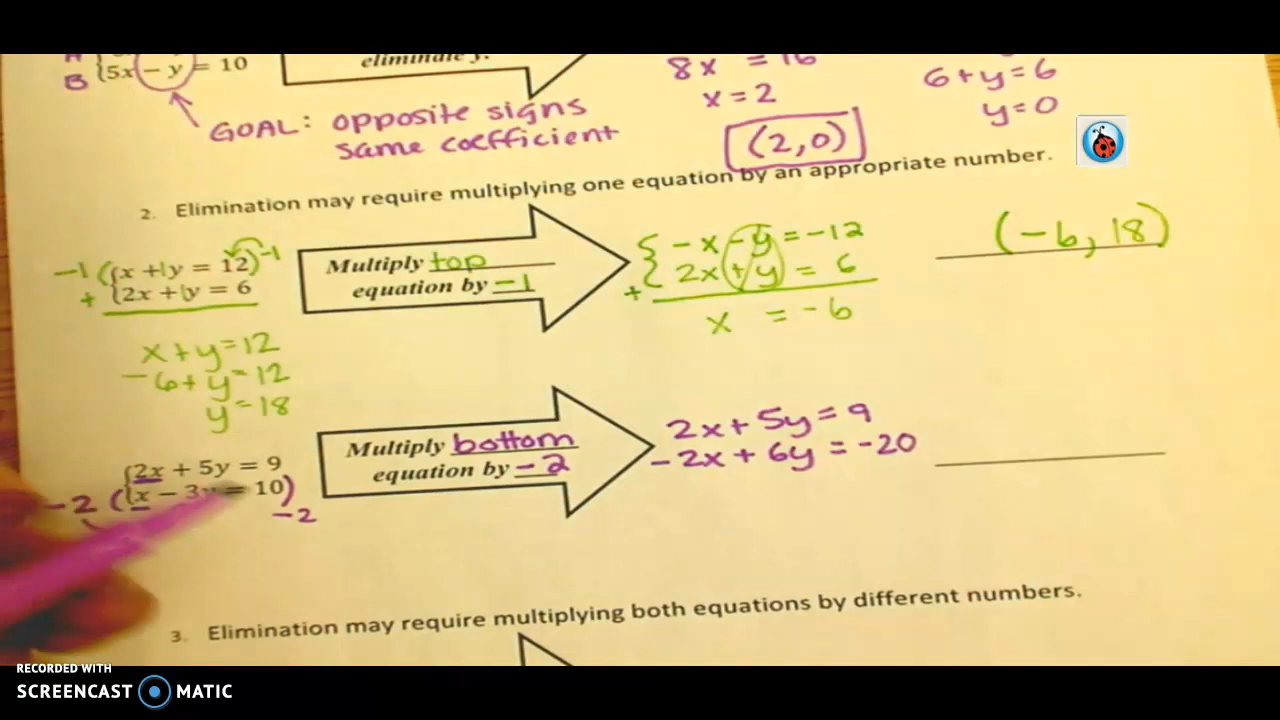 eliminate y.
8x = 16
B {5x - y = 10
6+y=6
x=2
y=0
GOAL: opposite signs
same coefficient
(2,0)
2. Elimination may require multiplying one equation by an appropriate number.
-1 ({x + 1y = 12) -1
+ {2x + 1y = 6
Multiply top
equation by -1
{-x - y = -12
2x + y = 6
+
x = -6
(-6, 18)
x+y=12
-6+y=12
y=18
{2x + 5y = 9
-2 ({x - 3y = 10) -2
Multiply bottom
equation by -2
2x+5y=9
-2x+6y=-20
3. Elimination may require multiplying both equations by different numbers.
RECORDED WITH
SCREENCAST MATIC